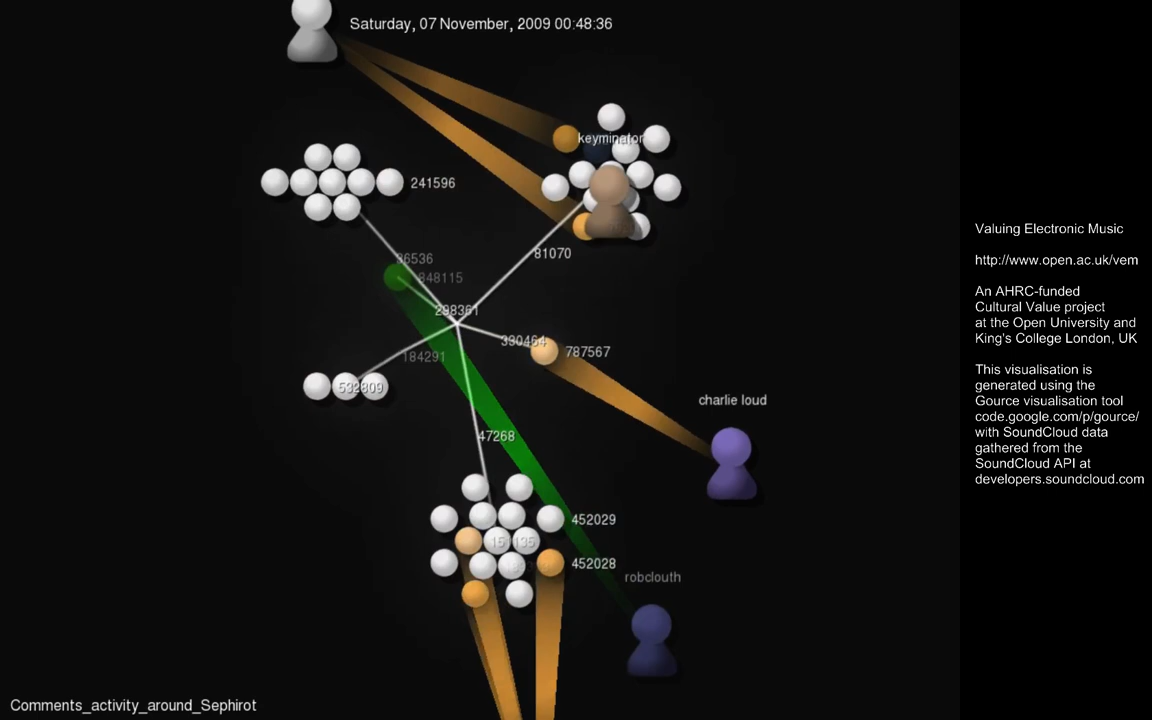 Saturday, 07 November, 2009 00:48:36
keyminator
241596
81070
848115
298361
330464
787567
184291
532809
charlie loud
47268
452029
452028
robclouth
Comments_activity_around_Sephirot
Valuing Electronic Music
http://www.open.ac.uk/vem
An AHRC-funded
Cultural Value project
at the Open University and
King's College London, UK
This visualisation is
generated using the
Gource visualisation tool
code.google.com/p/gource/
with SoundCloud data
gathered from the
SoundCloud API at
developers.soundcloud.com